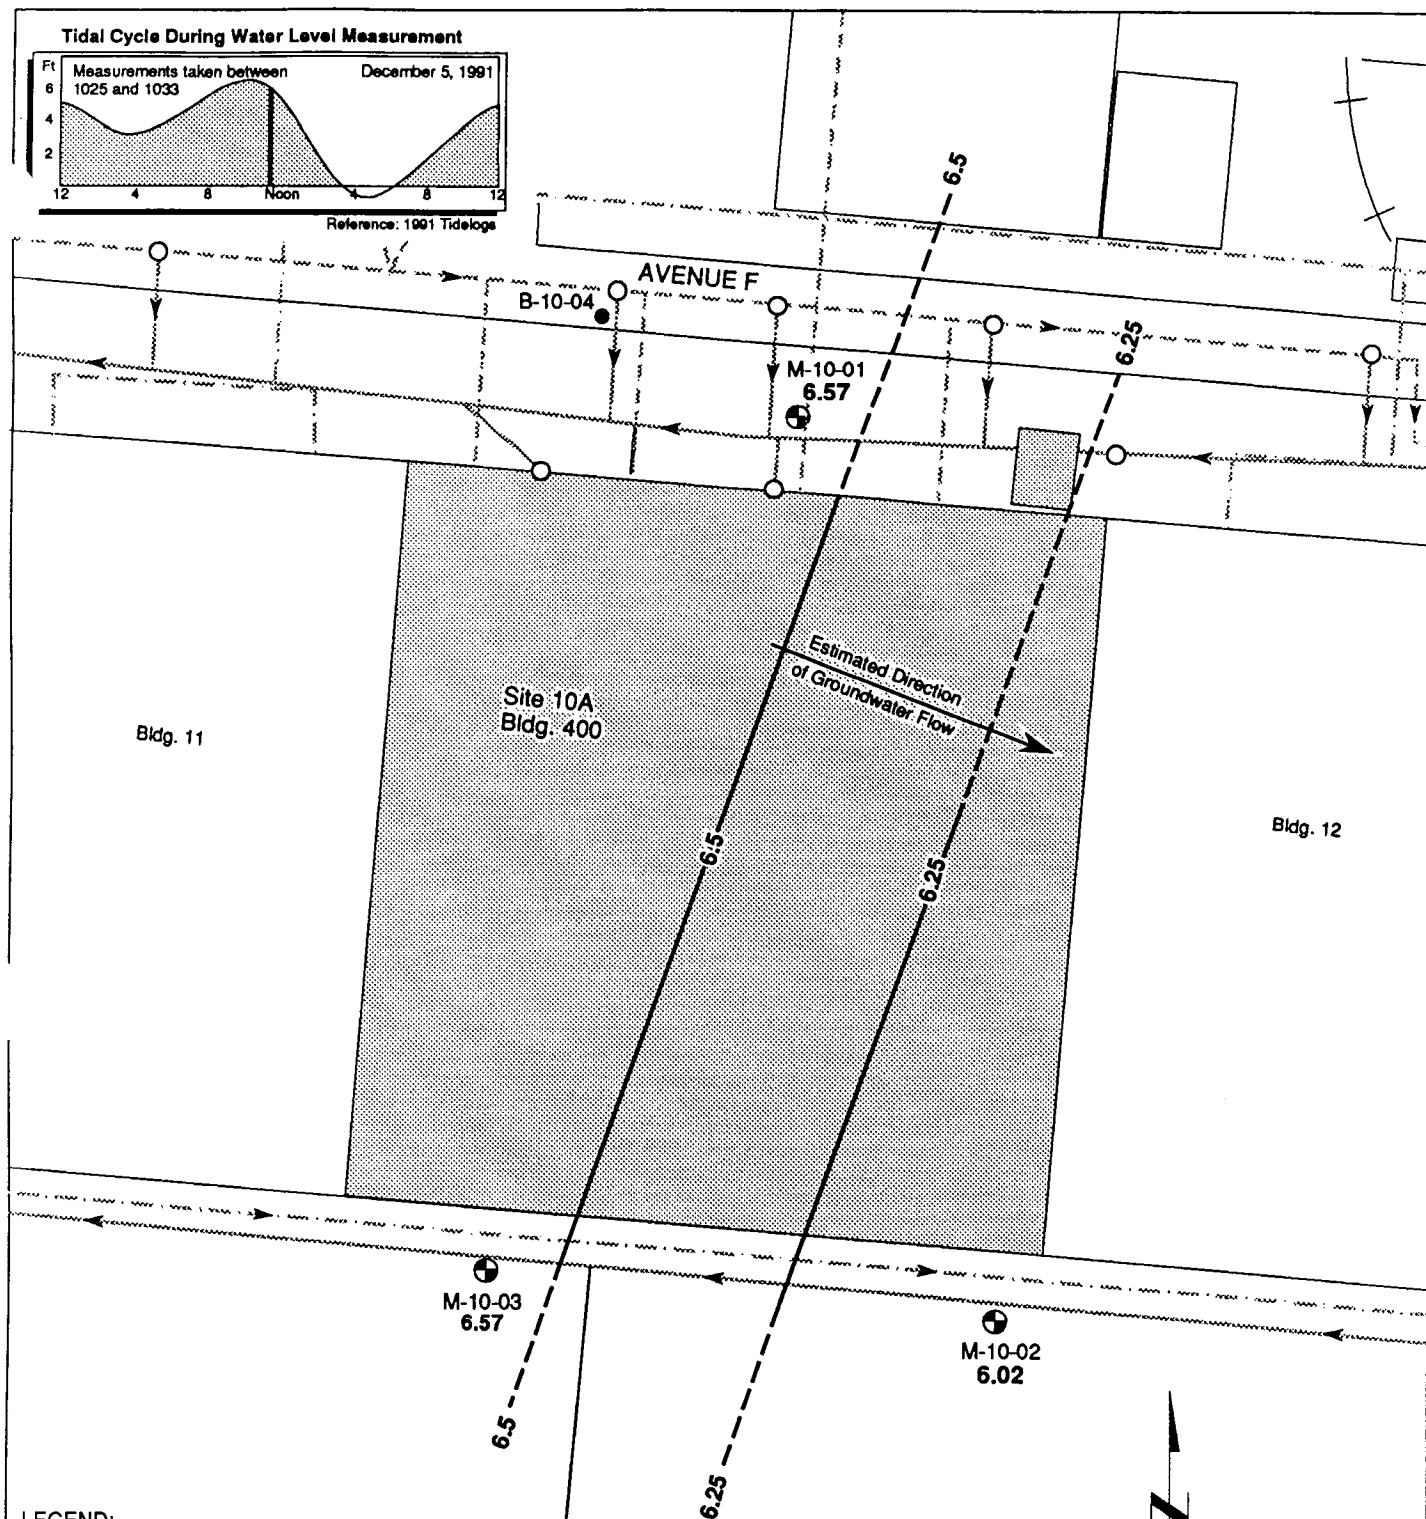 Tidal Cycle During Water Level Measurement
Ft
Measurements taken between
1025 and 1033
December 5, 1991
6
4
2
12 4 8 Noon 4 8 12
Reference: 1991 Tidelogs
6.5
AVENUE F
B-10-04
6.25
M-10-01
6.57
Estimated Direction
of Groundwater Flow
Site 10A
Bldg. 400
Bldg. 11
Bldg. 12
6.5
6.25
M-10-03
6.57
M-10-02
6.02
6.5
6.25
N
LEGEND: